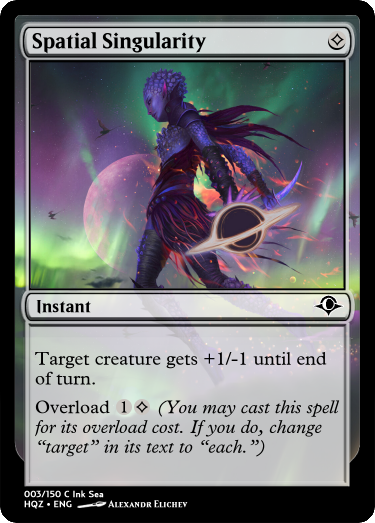 Spatial Singularity
Instant
Target creature gets +1/-1 until end
of turn.
Overload 1 (You may cast this spell
for its overload cost. If you do, change
“target” in its text to “each.”)
003/150 C Ink Sea
HQZ • ENG Alexandr Elichev